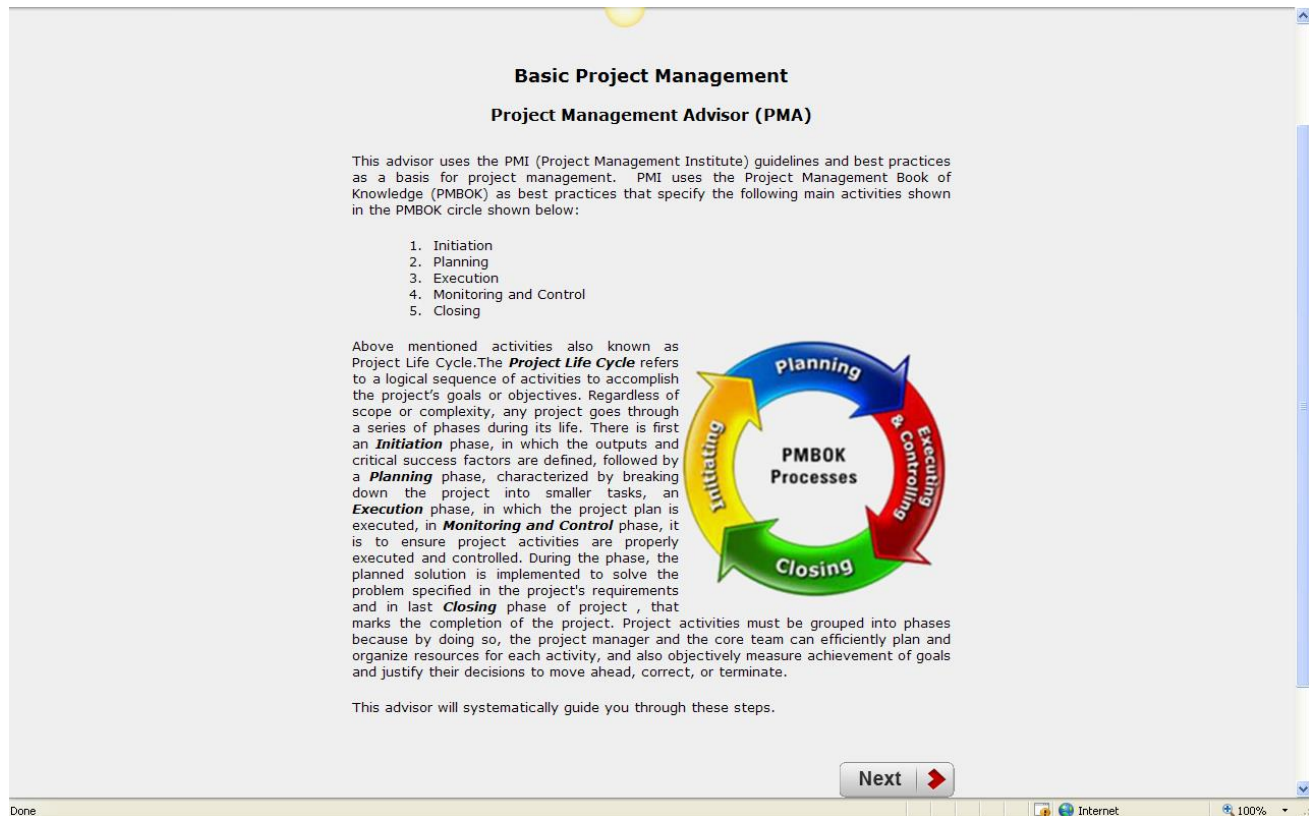 Basic Project Management
Project Management Advisor (PMA)
This advisor uses the PMI (Project Management Institute) guidelines and best practices
as a basis for project management. PMI uses the Project Management Book of
Knowledge (PMBOK) as best practices that specify the following main activities shown
in the PMBOK circle shown below:
1. Initiation
2. Planning
3. Execution
4. Monitoring and Control
5. Closing
Above mentioned activities also known as
Project Life Cycle.The Project Life Cycle refers
to a logical sequence of activities to accomplish
the project's goals or objectives. Regardless of
scope or complexity, any project goes through
a series of phases during its life. There is first
an Initiation phase, in which the outputs and
critical success factors are defined, followed by
a Planning phase, characterized by breaking
down the project into smaller tasks, an
Execution phase, in which the project plan is
executed, in Monitoring and Control phase, it
is to ensure project activities are properly
executed and controlled. During the phase, the
planned solution is implemented to solve the
problem specified in the project's requirements
and in last Closing phase of project , that
marks the completion of the project. Project activities must be grouped into phases
because by doing so, the project manager and the core team can efficiently plan and
organize resources for each activity, and also objectively measure achievement of goals
and justify their decisions to move ahead, correct, or terminate.
Planning
Executing
& Controlling
Closing
Initiating
PMBOK
Processes
This advisor will systematically guide you through these steps.
Next
Done
Internet
100%